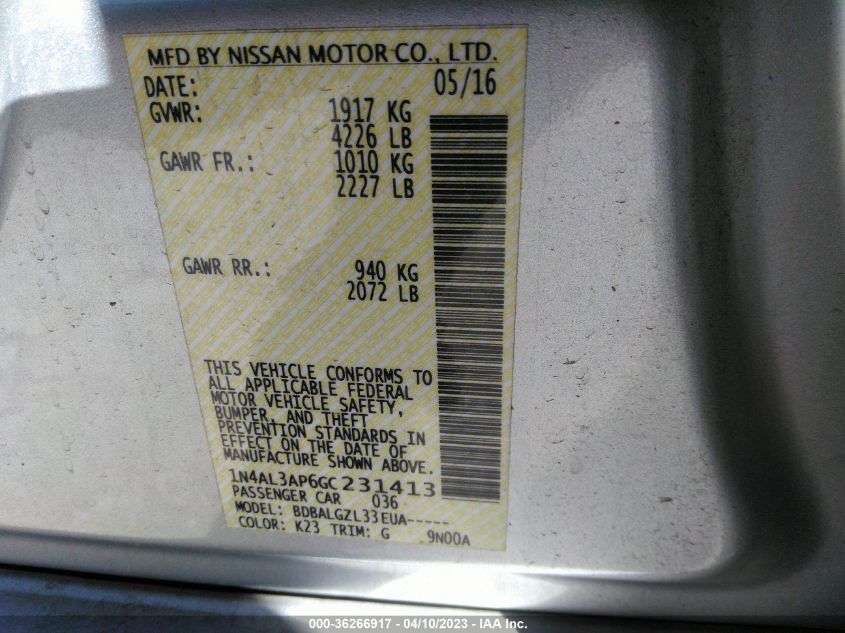 MFD BY NISSAN MOTOR CO., LTD.
DATE: 05/16
GVWR: 1917 KG
4226 LB
GAWR FR.: 1010 KG
2227 LB
GAWR RR.: 940 KG
2072 LB
THIS VEHICLE CONFORMS TO
ALL APPLICABLE FEDERAL
MOTOR VEHICLE SAFETY,
BUMPER, AND THEFT
PREVENTION STANDARDS IN
EFFECT ON THE DATE OF
MANUFACTURE SHOWN ABOVE.
1N4AL3AP6GC231413
PASSENGER CAR 036
MODEL: BDBALGZL33EUA-----
COLOR: K23 TRIM: G 9N00A
000-36266917 - 04/10/2023 - IAA Inc.